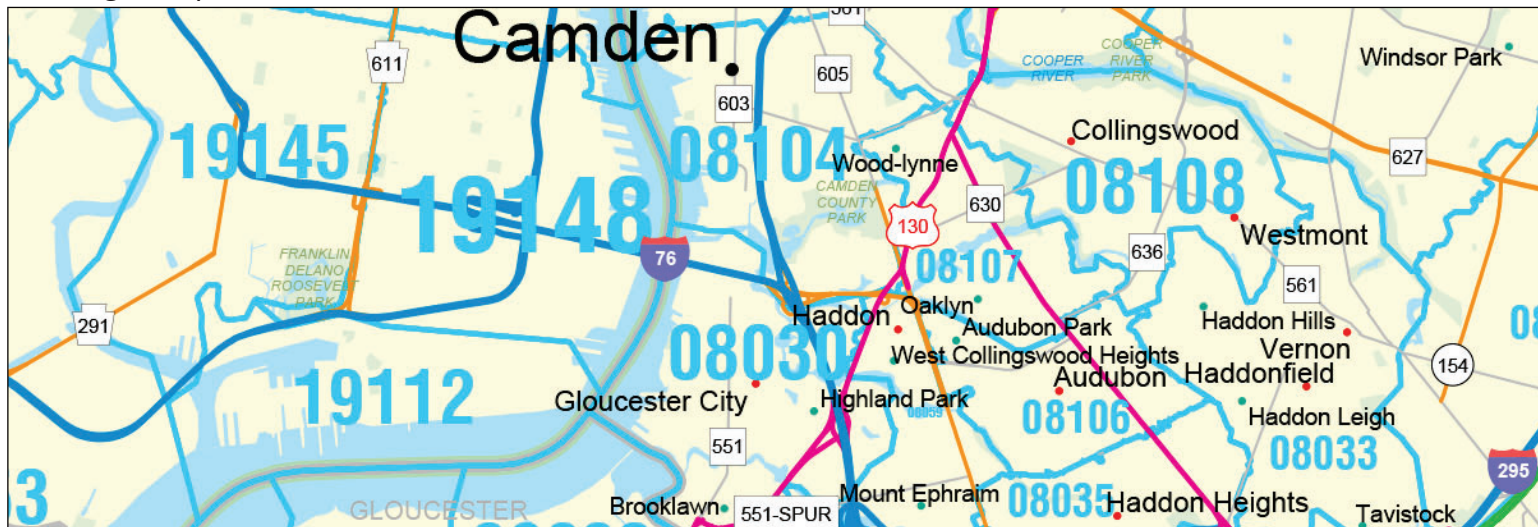 561
Camden
611
605
603
COOPER
RIVER
COOPER
RIVER
PARK
Windsor Park
19145
08104
Wood-lynne
Collingswood
627
08108
19148
CAMDEN
COUNTY
PARK
630
130
Westmont
636
FRANKLIN
DELANO
ROOSEVELT
PARK
76
08107
561
291
Haddon
Oaklyn
Audubon Park
Haddon Hills
Vernon
08030
West Collingswood Heights
Audubon
Haddonfield
154
19112
Gloucester City
Highland Park
08059
08106
Haddon Leigh
551
08033
295
GLOUCESTER
Brooklawn
551-SPUR
Mount Ephraim
08035
Haddon Heights
Tavistock